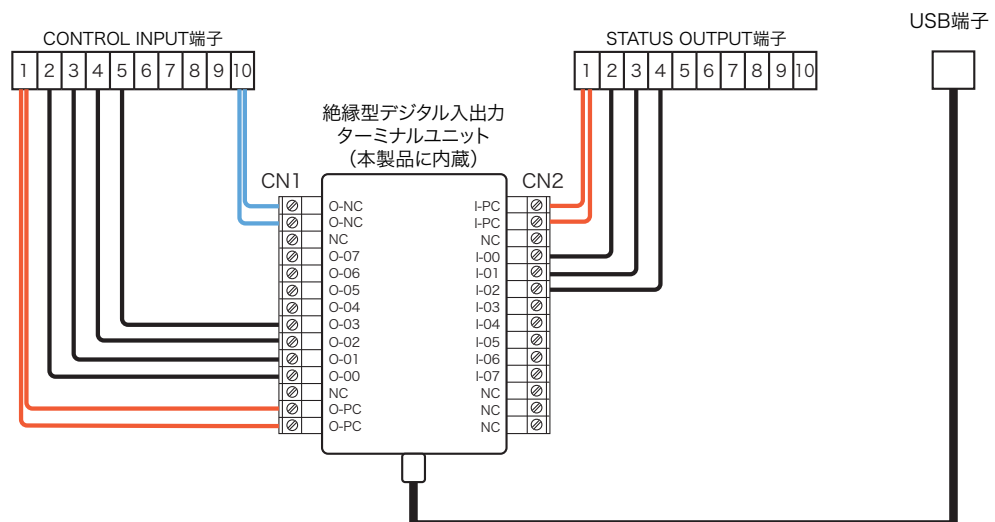 USB端子
CONTROL INPUT端子
1 2 3 4 5 6 7 8 9 10
STATUS OUTPUT端子
1 2 3 4 5 6 7 8 9 10
絶縁型デジタル入出力
ターミナルユニット
（本製品に内蔵）
CN1
O-NC
O-NC
NC
O-07
O-06
O-05
O-04
O-03
O-02
O-01
O-00
NC
O-PC
O-PC
CN2
I-PC
I-PC
NC
I-00
I-01
I-02
I-03
I-04
I-05
I-06
I-07
NC
NC
NC